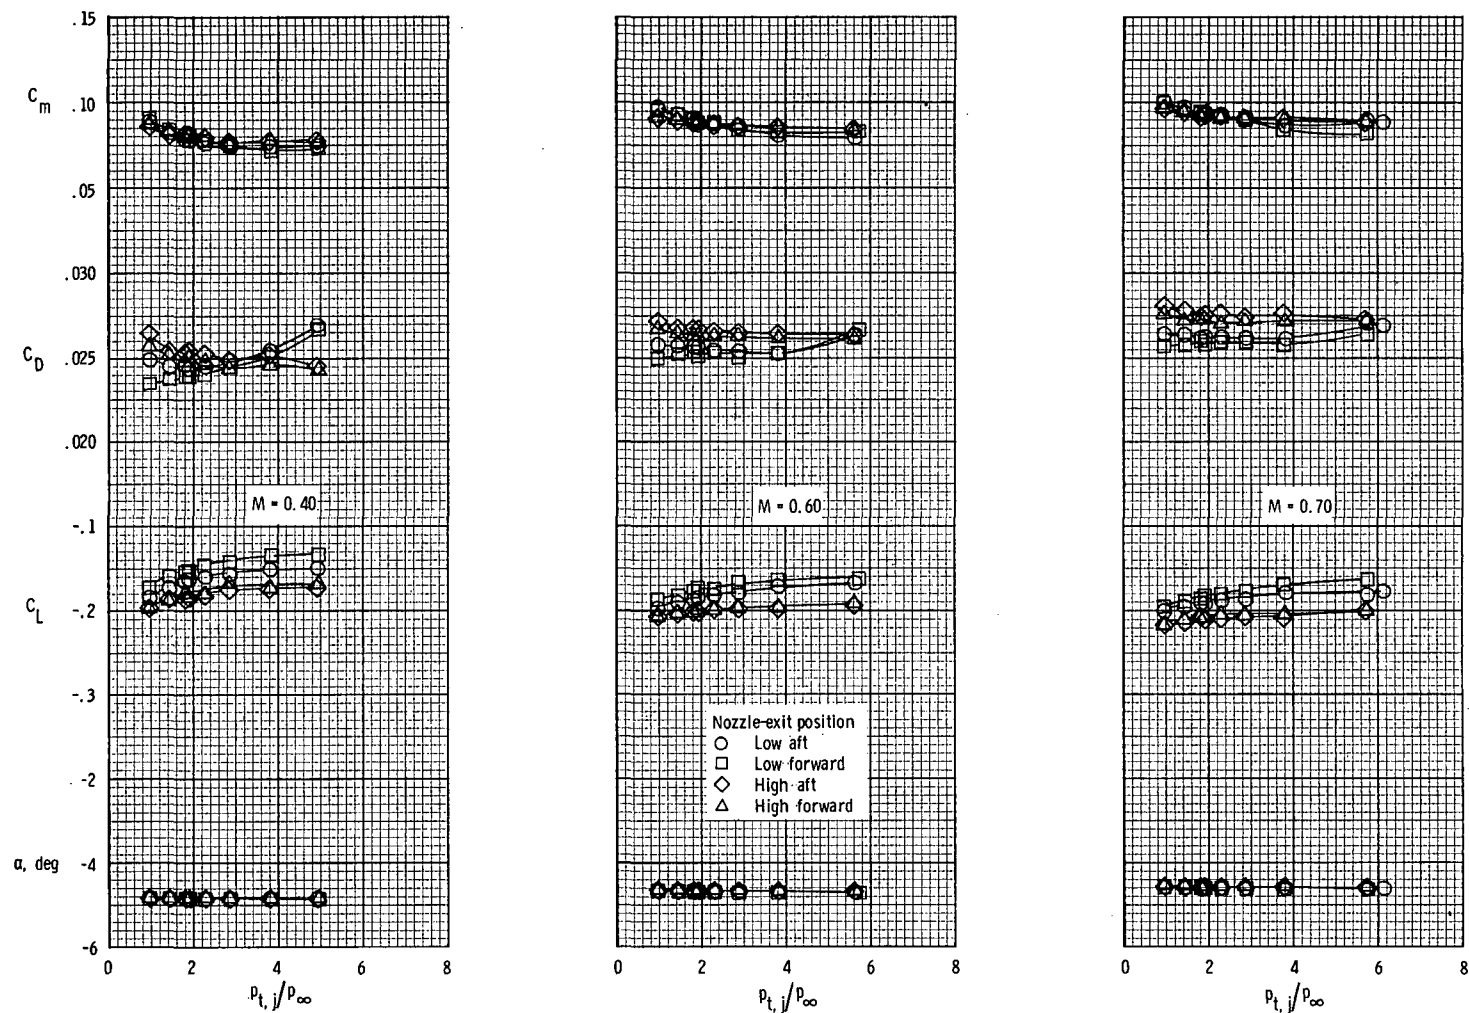 .15
C_m
.10
.05
.030
C_D
.025
.020
M = 0.40
M = 0.60
M = 0.70
-.1
C_L
-.2
-.3
Nozzle-exit position
Low aft
Low forward
High aft
High forward
-2
α, deg
-4
-6
0 2 4 6 8
0 2 4 6 8
0 2 4 6 8
p_t, j/p_∞
p_t, j/p_∞
p_t, j/p_∞